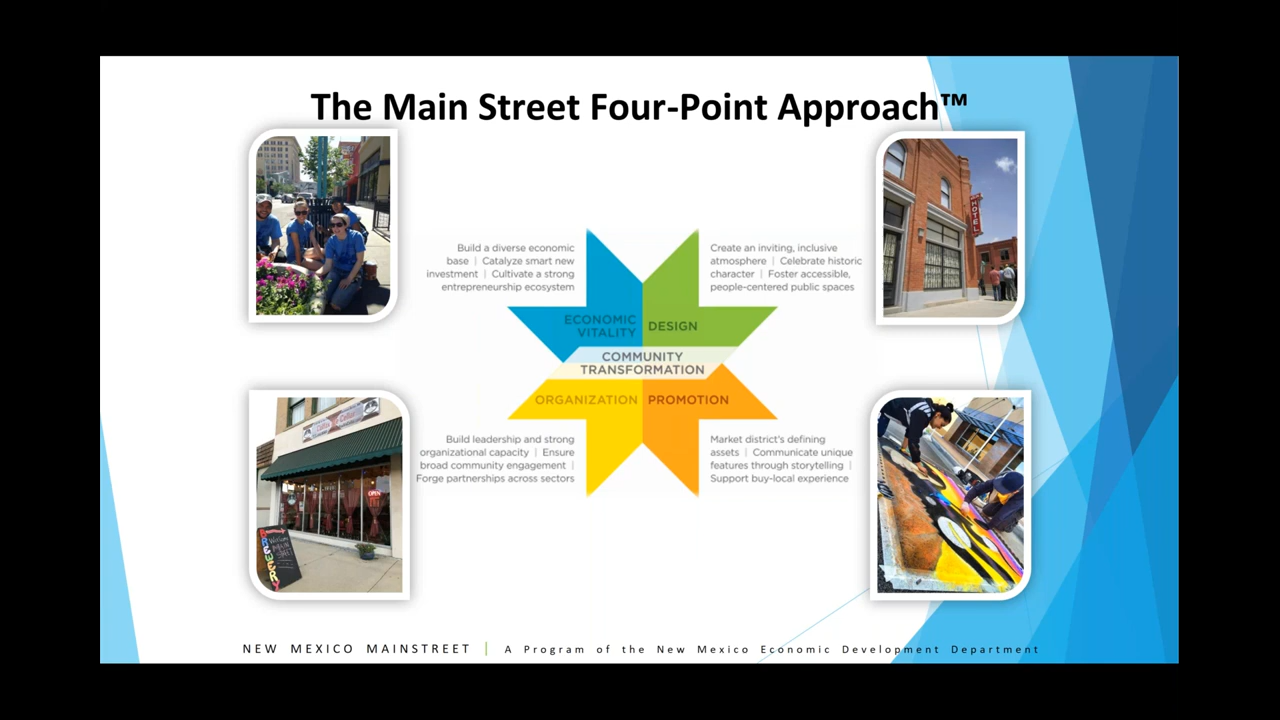 The Main Street Four-Point Approach™
Build a diverse economic
base | Catalyze smart new
investment | Cultivate a strong
entrepreneurship ecosystem
Create an inviting, inclusive
atmosphere | Celebrate historic
character | Foster accessible,
people-centered public spaces
HOTEL
ECONOMIC
VITALITY
DESIGN
COMMUNITY
TRANSFORMATION
ORGANIZATION
PROMOTION
Build leadership and strong
organizational capacity | Ensure
broad community engagement |
Forge partnerships across sectors
Market district's defining
assets | Communicate unique
features through storytelling |
Support buy-local experience
OPEN
NEW MEXICO MAINSTREET | A Program of the New Mexico Economic Development Department